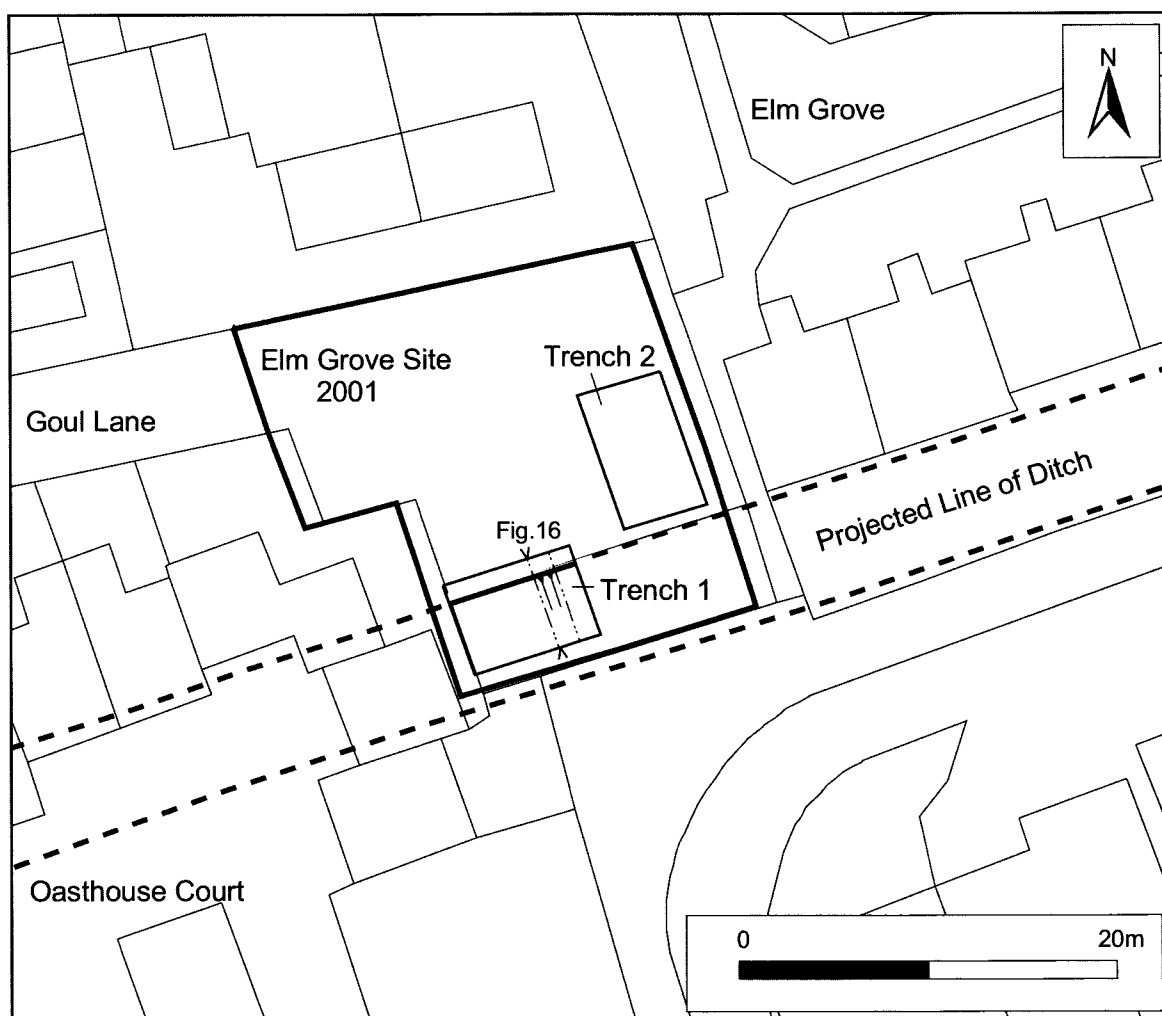 N
Elm Grove
Trench 2
Elm Grove Site
2001
Goul Lane
Projected Line of Ditch
Fig.16
Trench 1
Oasthouse Court
0
20m